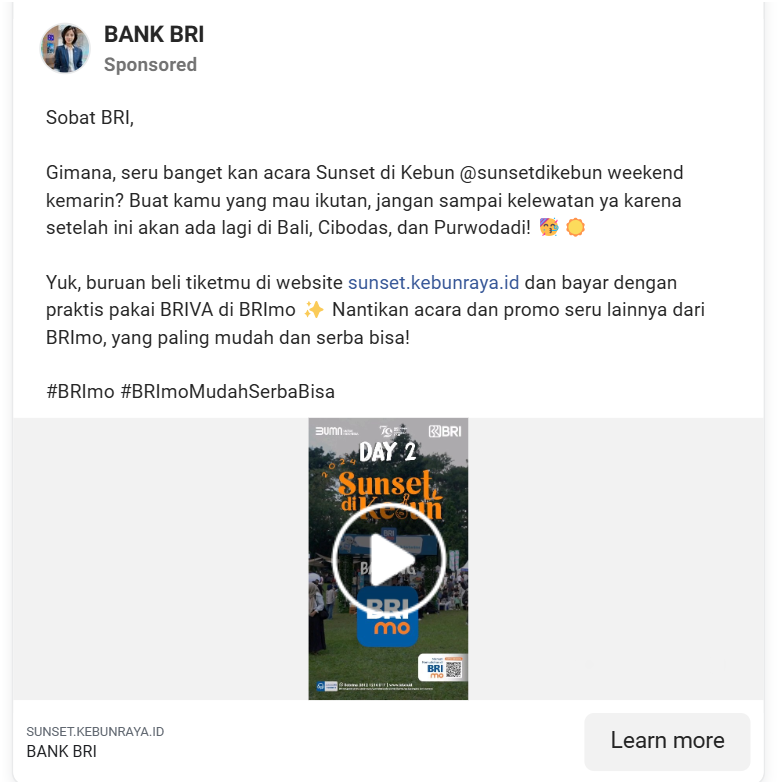 BANK BRI
Sponsored
Sobat BRI,
Gimana, seru banget kan acara Sunset di Kebun @sunsetdikebun weekend
kemarin? Buat kamu yang mau ikutan, jangan sampai kelewatan ya karena
setelah ini akan ada lagi di Bali, Cibodas, dan Purwodadi! 🥳 🌞
Yuk, buruan beli tiketmu di website sunset.kebunraya.id dan bayar dengan
praktis pakai BRIVA di BRImo ✨ Nantikan acara dan promo seru lainnya dari
BRImo, yang paling mudah dan serba bisa!
#BRImo #BRImoMudahSerbaBisa
BUMN
BRI
DAY 2
2024
Sunset
di Kebun
BRI
mo
BRI
mo
SUNSET.KEBUNRAYA.ID
BANK BRI
Learn more